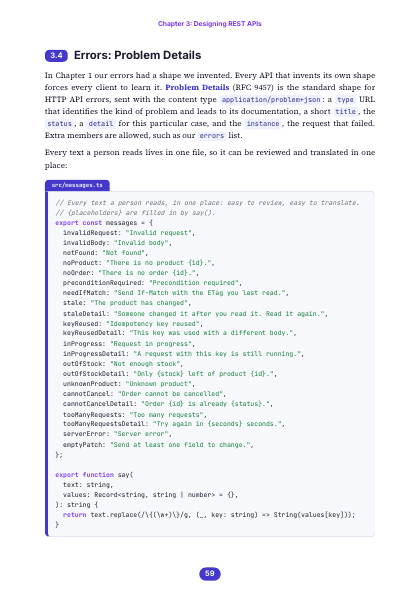 Chapter 3: Designing REST APIs
3.4 Errors: Problem Details
In Chapter 1 our errors had a shape we invented. Every API that invents its own shape
forces every client to learn it. Problem Details (RFC 9457) is the standard shape for
HTTP API errors, sent with the content type application/problem+json: a type URL
that identifies the kind of problem and leads to its documentation, a short title, the
status, a detail for this particular case, and the instance, the request that failed.
Extra members are allowed, such as our errors list.
Every text a person reads lives in one file, so it can be reviewed and translated in one
place:
src/messages.ts
// Every text a person reads, in one place: easy to review, easy to translate.
// {placeholders} are filled in by say().
export const messages = {
  invalidRequest: "Invalid request",
  invalidBody: "Invalid body",
  notFound: "Not found",
  noProduct: "There is no product {id}.",
  noOrder: "There is no order {id}.",
  preconditionRequired: "Precondition required",
  needIfMatch: "Send If-Match with the ETag you last read.",
  stale: "The product has changed",
  staleDetail: "Someone changed it after you read it. Read it again.",
  keyReused: "Idempotency key reused",
  keyReusedDetail: "This key was used with a different body.",
  inProgress: "Request in progress",
  inProgressDetail: "A request with this key is still running.",
  outOfStock: "Not enough stock",
  outOfStockDetail: "Only {stock} left of product {id}.",
  unknownProduct: "Unknown product",
  cannotCancel: "Order cannot be cancelled",
  cannotCancelDetail: "Order {id} is already {status}.",
  tooManyRequests: "Too many requests",
  tooManyRequestsDetail: "Try again in {seconds} seconds.",
  serverError: "Server error",
  emptyPatch: "Send at least one field to change.",
};
export function say(
  text: string,
  values: Record<string, string | number> = {},
): string {
  return text.replace(/\{(\w+)\}/g, (_, key: string) => String(values[key]));
}
59